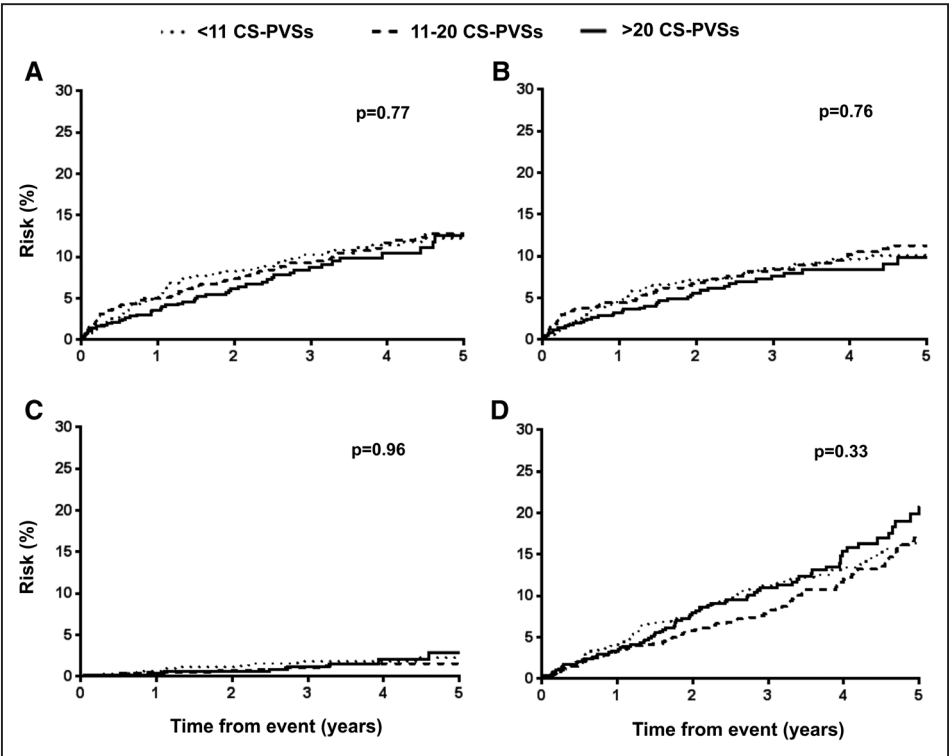 <11 CS-PVSs 11-20 CS-PVSs >20 CS-PVSs
A
30
25
20
15
10
5
0
Risk (%)
p=0.77
0 1 2 3 4 5
B
30
25
20
15
10
5
0
p=0.76
0 1 2 3 4 5
C
30
25
20
15
10
5
0
Risk (%)
p=0.96
0 1 2 3 4 5
Time from event (years)
D
30
25
20
15
10
5
0
p=0.33
0 1 2 3 4 5
Time from event (years)